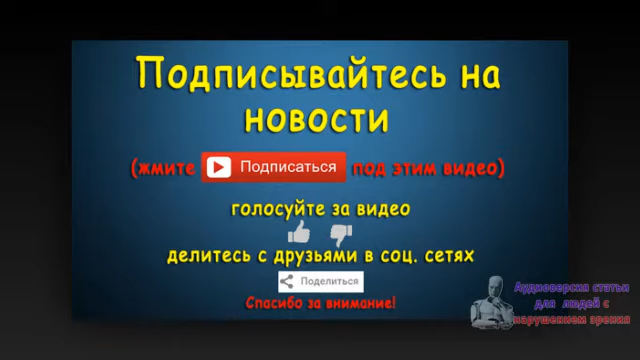 Подписывайтесь на
новости
(жмите Подписаться под этим видео)
голосуйте за видео
делитесь с друзьями в соц. сетях
Поделиться
Спасибо за внимание!
Аудиоверсия статьи
для людей с
нарушением зрения